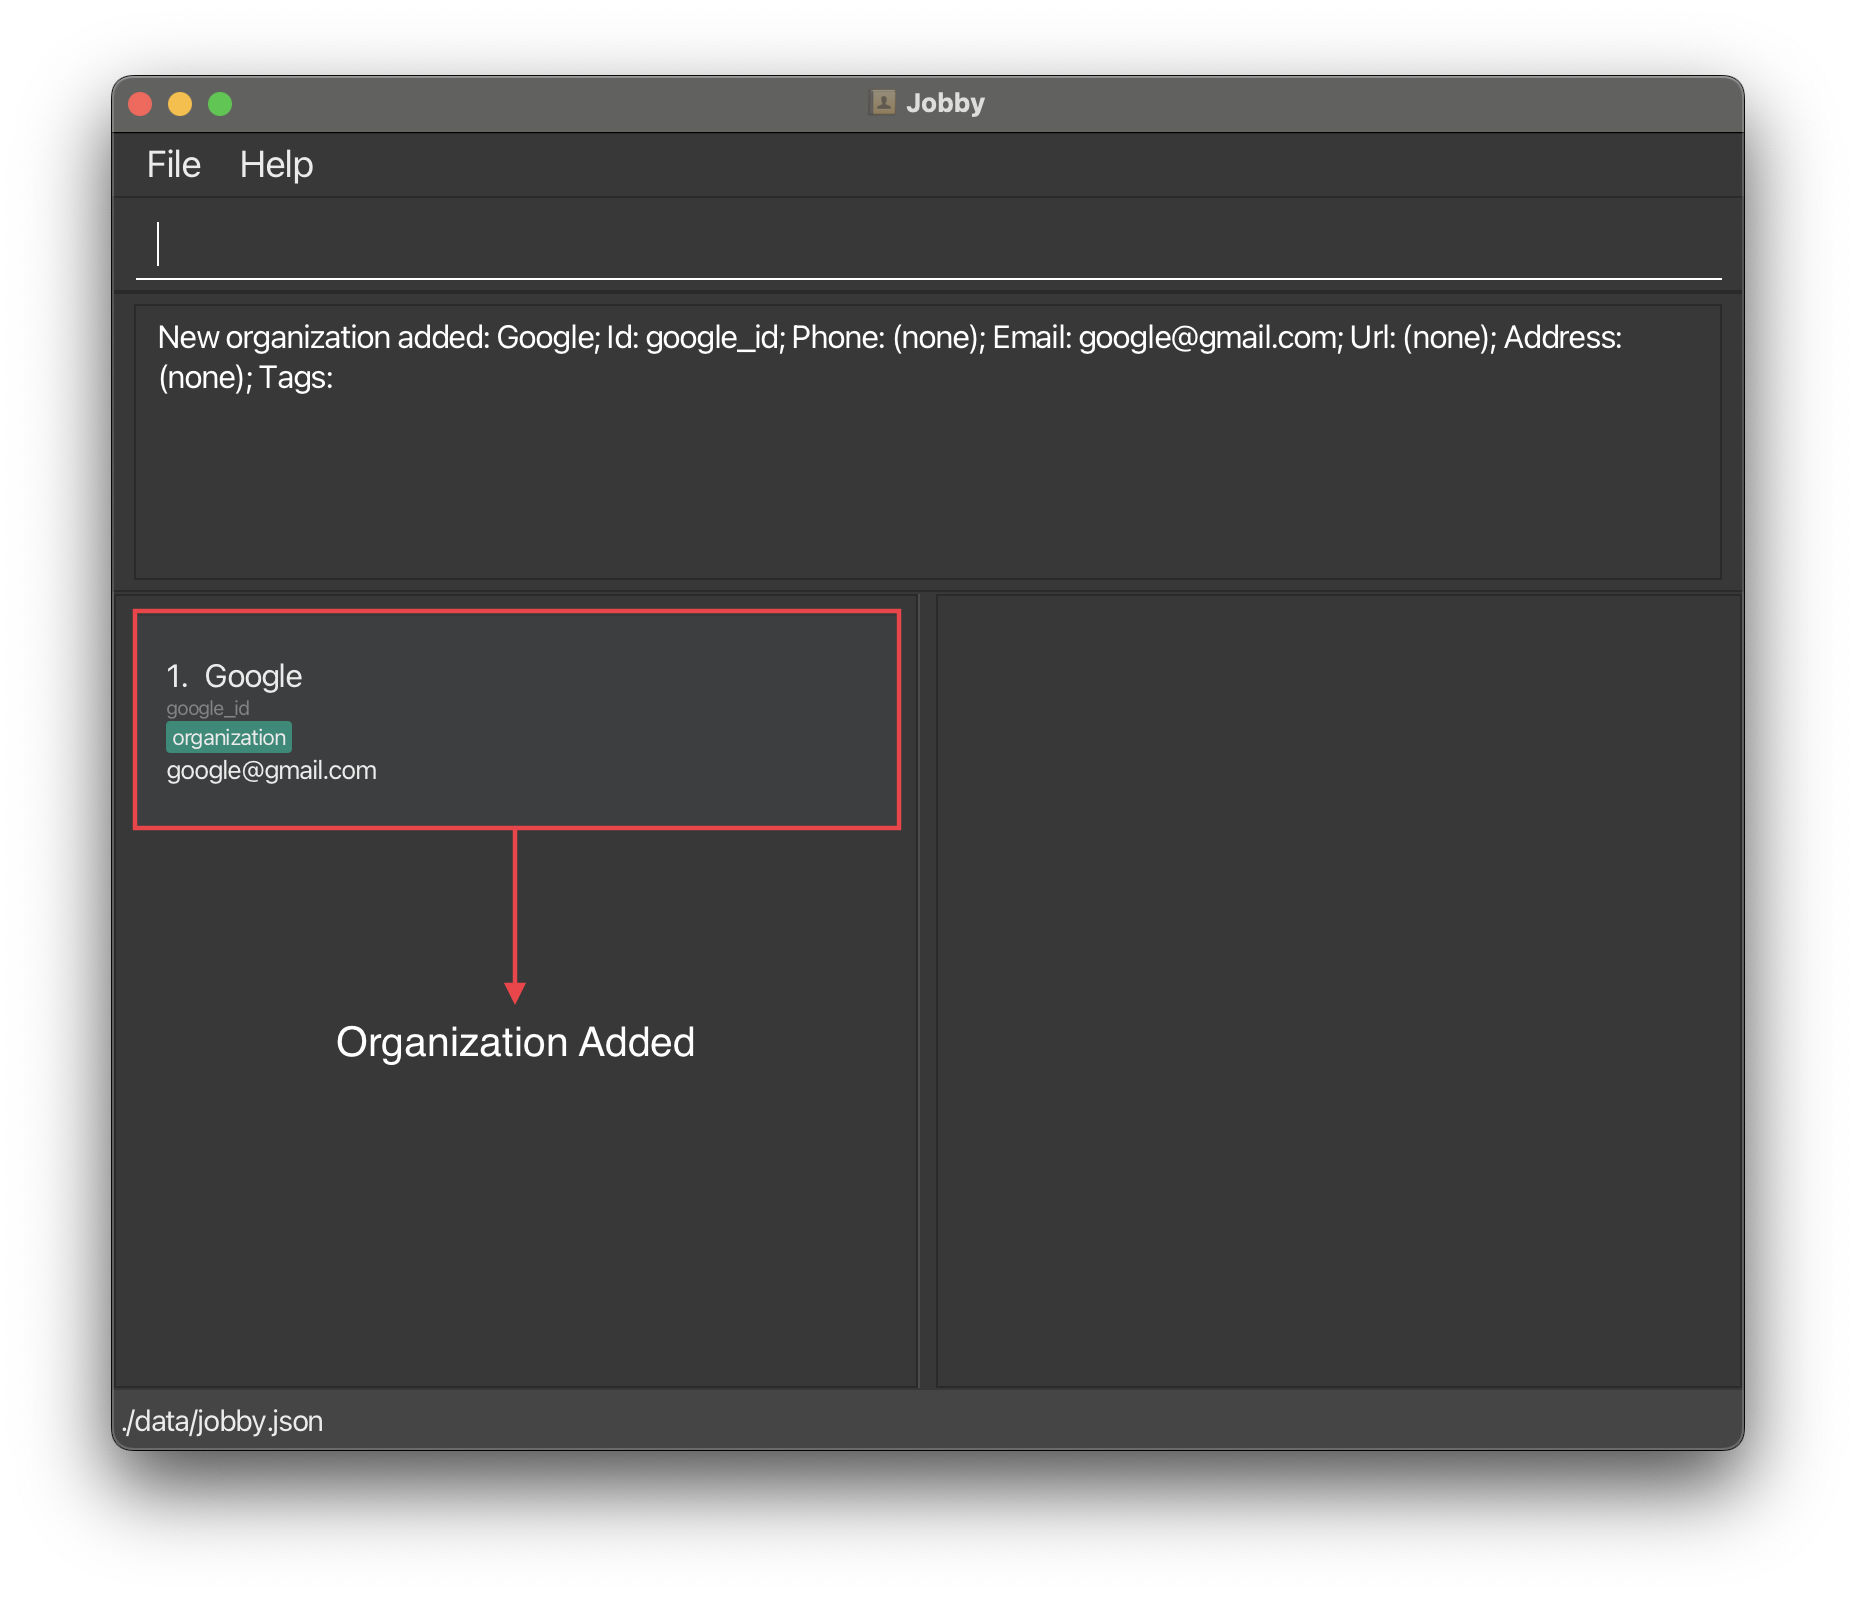 Jobby
File Help
New organization added: Google; Id: google_id; Phone: (none); Email: google@gmail.com; Url: (none); Address:
(none); Tags:
1. Google
google_id
organization
google@gmail.com
Organization Added
./data/jobby.json